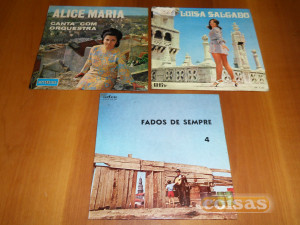 ALICE MARIA
CANTA COM
ORQUESTRA
LUISA SALGADO
FADOS DE SEMPRE
4
coisas